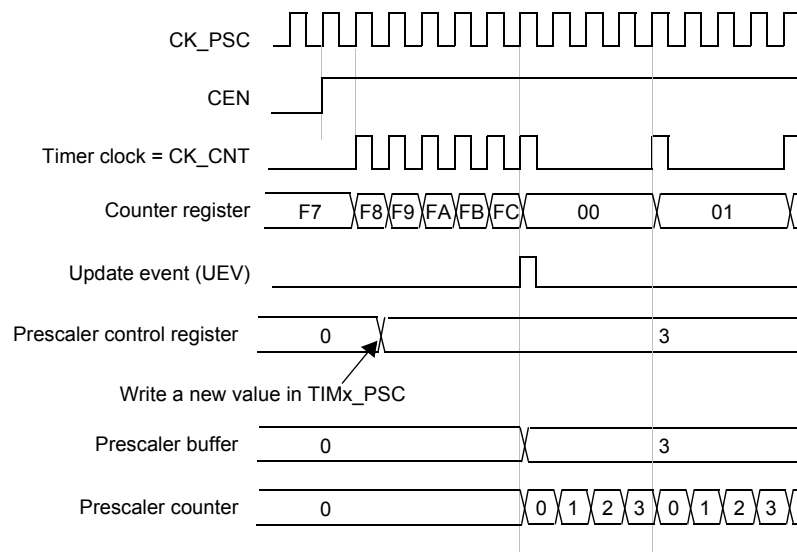 CK_PSC
CEN
Timer clock = CK_CNT
Counter register F7 F8 F9 FA FB FC 00 01
Update event (UEV)
Prescaler control register 0 3
Write a new value in TIMx_PSC
Prescaler buffer 0 3
Prescaler counter 0 0 1 2 3 0 1 2 3